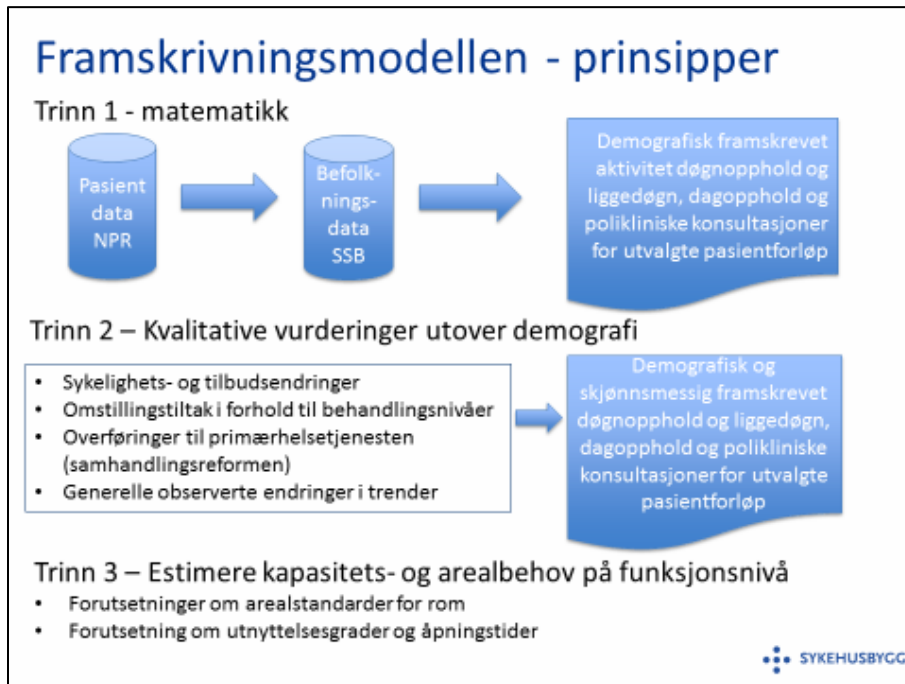 Framskrivningsmodellen - prinsipper
Trinn 1 - matematikk
Pasient
data
NPR
Befolk-
nings-
data
SSB
Demografisk framskrevet
aktivitet døgnopphold og
liggedøgn, dagopphold og
polikliniske konsultasjoner
for utvalgte pasientforløp
Trinn 2 – Kvalitative vurderinger utover demografi
• Sykelighets- og tilbudsendringer
• Omstillingstiltak i forhold til behandlingsnivåer
• Overføringer til primærhelsetjenesten
(samhandlingsreformen)
• Generelle observerte endringer i trender
Demografisk og
skjønnsmessig framskrevet
døgnopphold og liggedøgn,
dagopphold og polikliniske
konsultasjoner for utvalgte
pasientforløp
Trinn 3 – Estimere kapasitets- og arealbehov på funksjonsnivå
• Forutsetninger om arealstandarder for rom
• Forutsetning om utnyttelsesgrader og åpningstider
SYKEHUSBYGG